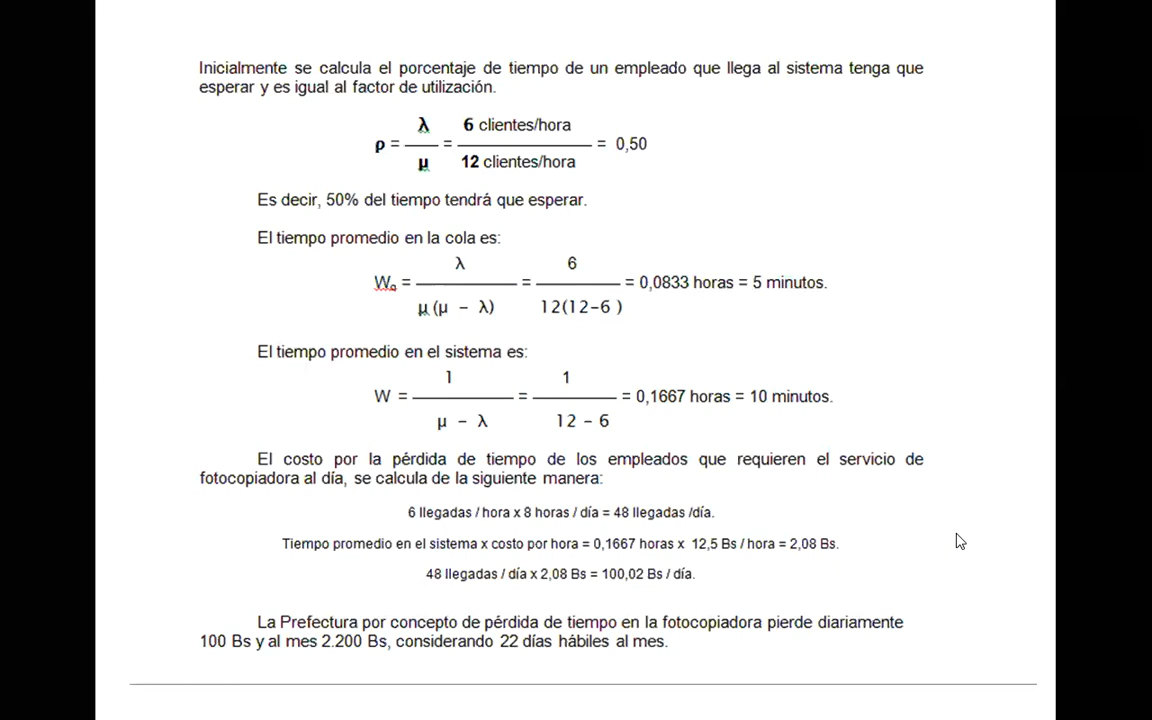 Inicialmente se calcula el porcentaje de tiempo de un empleado que llega al sistema tenga que
esperar y es igual al factor de utilización.
λ 6 clientes/hora
ρ = = = 0,50
μ 12 clientes/hora
Es decir, 50% del tiempo tendrá que esperar.
El tiempo promedio en la cola es:
λ 6
Wq = = = 0,0833 horas = 5 minutos.
μ (μ – λ) 12(12-6 )
El tiempo promedio en el sistema es:
1 1
W = = = 0,1667 horas = 10 minutos.
μ – λ 12 – 6
El costo por la pérdida de tiempo de los empleados que requieren el servicio de
fotocopiadora al día, se calcula de la siguiente manera:
6 llegadas / hora x 8 horas / día = 48 llegadas /día.
Tiempo promedio en el sistema x costo por hora = 0,1667 horas x 12,5 Bs / hora = 2,08 Bs.
48 llegadas / día x 2,08 Bs = 100,02 Bs / día.
La Prefectura por concepto de pérdida de tiempo en la fotocopiadora pierde diariamente
100 Bs y al mes 2.200 Bs, considerando 22 días hábiles al mes.